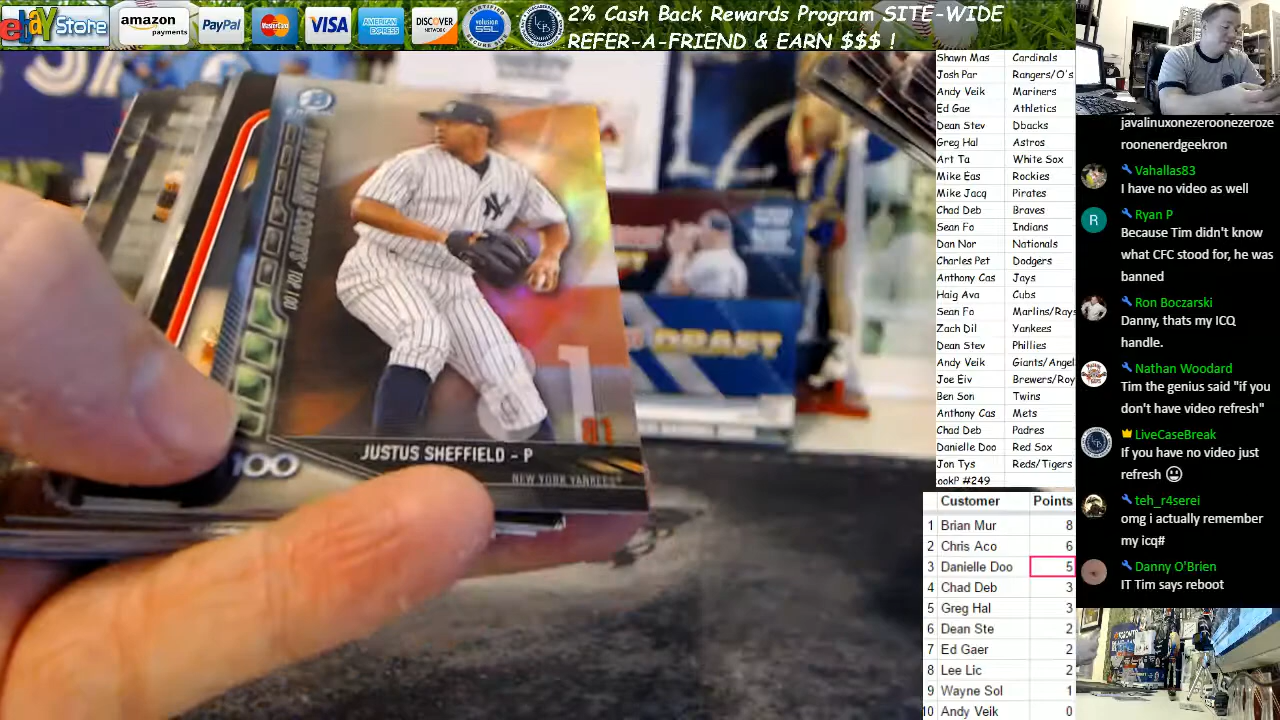 ebay Store
amazon
payments
PayPal
MasterCard
VISA
AMERICAN
EXPRESS
DISCOVER
NETWORK
volusion
SSL
2% Cash Back Rewards Program SITE-WIDE
REFER-A-FRIEND & EARN $$$ !
Shawn Mas Cardinals
Josh Par Rangers/O's
Andy Veik Mariners
Ed Gae Athletics
Dean Stev Dbacks
Greg Hal Astros
Art Ta White Sox
Mike Eas Rockies
Mike Jacq Pirates
Chad Deb Braves
Sean Fo Indians
Dan Nor Nationals
Charles Pet Dodgers
Anthony Cas Jays
Haig Ava Cubs
Sean Fo Marlins/Rays
Zach Dil Yankees
Dean Stev Phillies
Andy Veik Giants/Angel
Joe Eiv Brewers/Roy
Ben Son Twins
Anthony Cas Mets
Chad Deb Padres
Danielle Doo Red Sox
Jon Tys Reds/Tigers
ookP #249
Customer Points
1 Brian Mur 8
2 Chris Aco 6
3 Danielle Doo 5
4 Chad Deb 3
5 Greg Hal 3
6 Dean Ste 2
7 Ed Gaer 2
8 Lee Lic 2
9 Wayne Sol 1
10 Andy Veik 0
javalinuxonezeroonezeroze
roonenerdgeekron
Vahallas83
I have no video as well
R
Ryan P
Because Tim didn't know
what CFC stood for, he was
banned
Ron Boczarski
Danny, thats my ICQ
handle.
Nathan Woodard
Tim the genius said "if you
don't have video refresh"
LiveCaseBreak
If you have no video just
refresh
teh_r4serei
omg i actually remember
my icq#
Danny O'Brien
IT Tim says reboot
TOP 100
100
JUSTUS SHEFFIELD - P
NEW YORK YANKEES
DRAFT